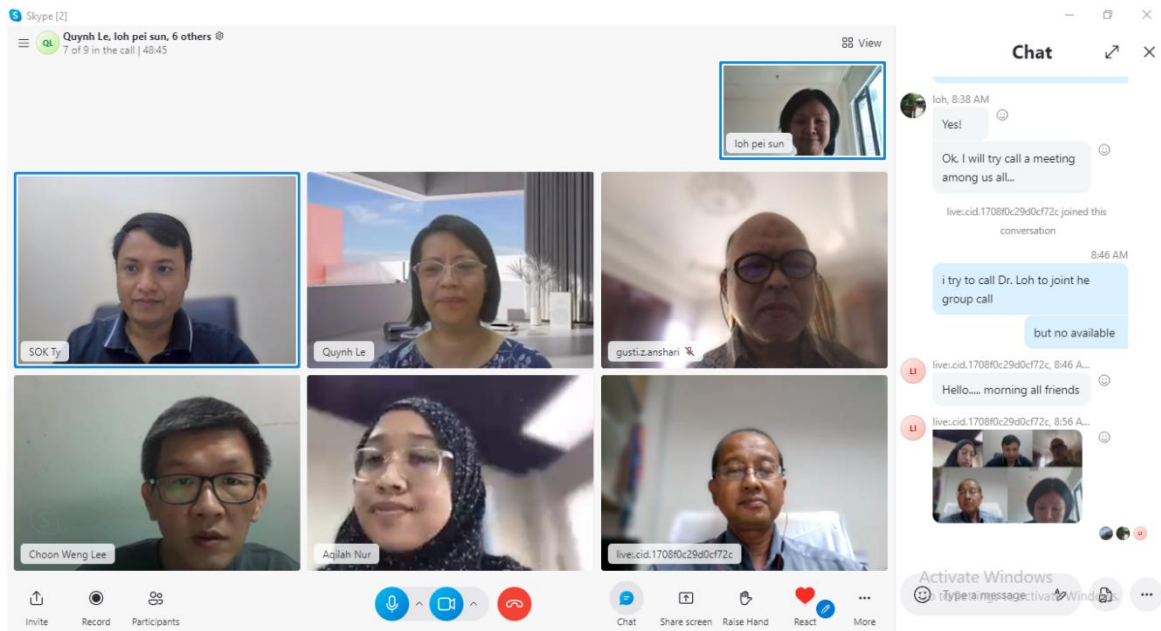 Skype [2]
QL
Quynh Le, loh pei sun, 6 others
7 of 9 in the call | 48:45
View
loh pei sun
SOK Ty
Quynh Le
gusti.z.anshari
Choon Weng Lee
Aqilah Nur
live:.cid.1708f0c29d0cf72c
Invite
Record
Participants
Chat
Share screen
Raise Hand
React
More
Chat
loh, 8:38 AM
Yes!
Ok. I will try call a meeting
among us all...
live:.cid.1708f0c29d0cf72c joined this
conversation
8:46 AM
i try to call Dr. Loh to joint he
group call
but no available
LI
live:.cid.1708f0c29d0cf72c, 8:46 A...
Hello..... morning all friends
LI
live:.cid.1708f0c29d0cf72c, 8:56 A...
LI
Activate Windows
Type a message